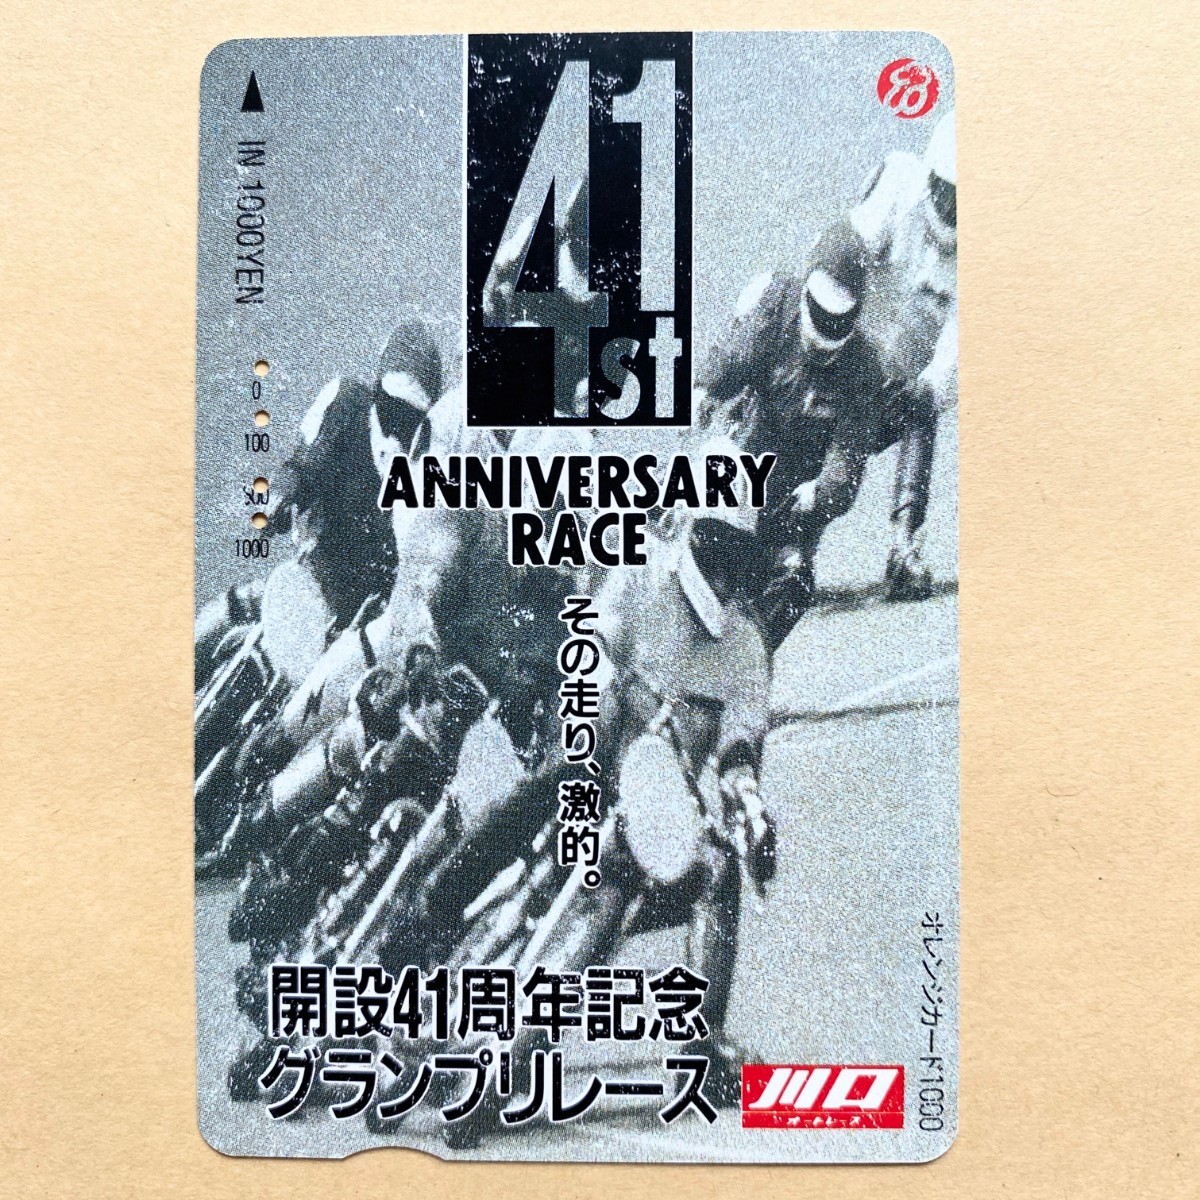 41st
ANNIVERSARY
RACE
その走り、激的。
開設41周年記念
グランプリレース
川口
オートレース
オレンジカード1000
IN 1000YEN
0
100
300
1000